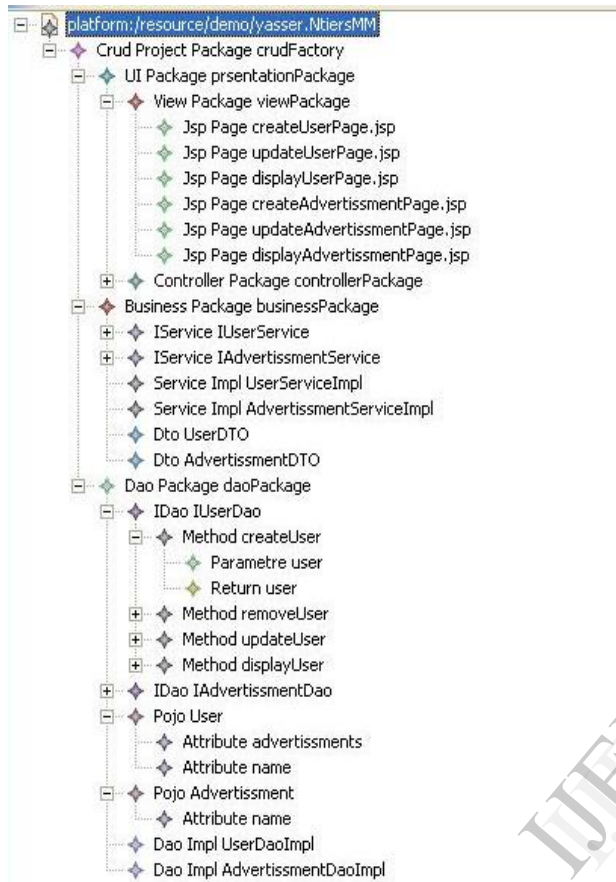 platform:/resource/demo/yasser.NtiersMM
Crud Project Package crudFactory
UI Package prsentationPackage
View Package viewPackage
Jsp Page createUserPage.jsp
Jsp Page updateUserPage.jsp
Jsp Page displayUserPage.jsp
Jsp Page createAdvertissmentPage.jsp
Jsp Page updateAdvertissmentPage.jsp
Jsp Page displayAdvertissmentPage.jsp
Controller Package controllerPackage
Business Package businessPackage
IService IUserService
IService IAdvertissmentService
Service Impl UserServiceImpl
Service Impl AdvertissmentServiceImpl
Dto UserDTO
Dto AdvertissmentDTO
Dao Package daoPackage
IDao IUserDao
Method createUser
Parametre user
Return user
Method removeUser
Method updateUser
Method displayUser
IDao IAdvertissmentDao
Pojo User
Attribute advertissments
Attribute name
Pojo Advertissment
Attribute name
Dao Impl UserDaoImpl
Dao Impl AdvertissmentDaoImpl